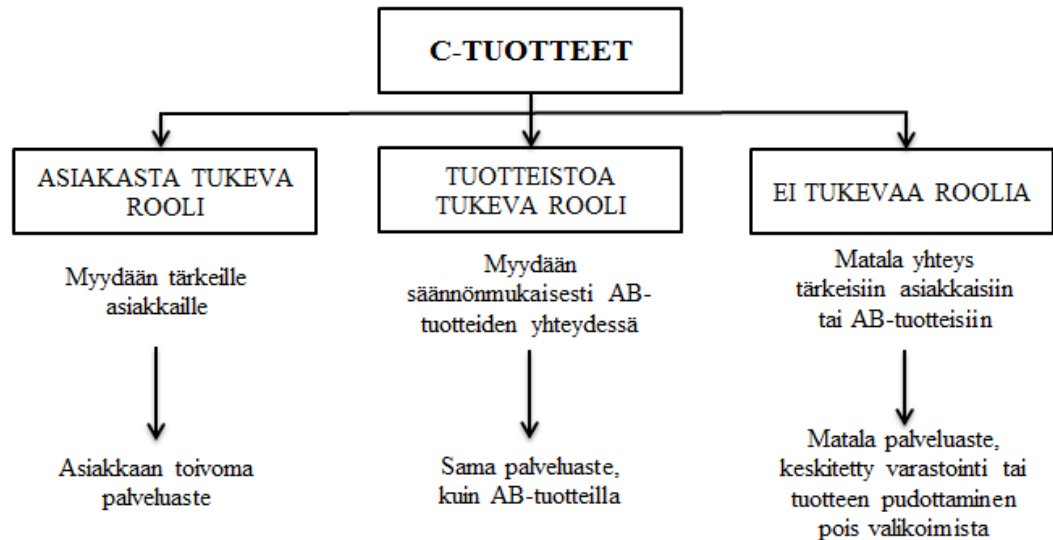 C-TUOTTEET
ASIAKASTA TUKEVA
ROOLI
Myydään tärkeille
asiakkaille
Asiakkaan toivoma
palveluaste
TUOTTEISTOA
TUKEVA ROOLI
Myydään
säännönmukaisesti AB-
tuotteiden yhteydessä
Sama palveluaste,
kuin AB-tuotteilla
EI TUKEVAA ROOLIA
Matala yhteys
tärkeisiin asiakkaisiin
tai AB-tuotteisiin
Matala palveluaste,
keskitetty varastointi tai
tuotteen pudottaminen
pois valikoimista